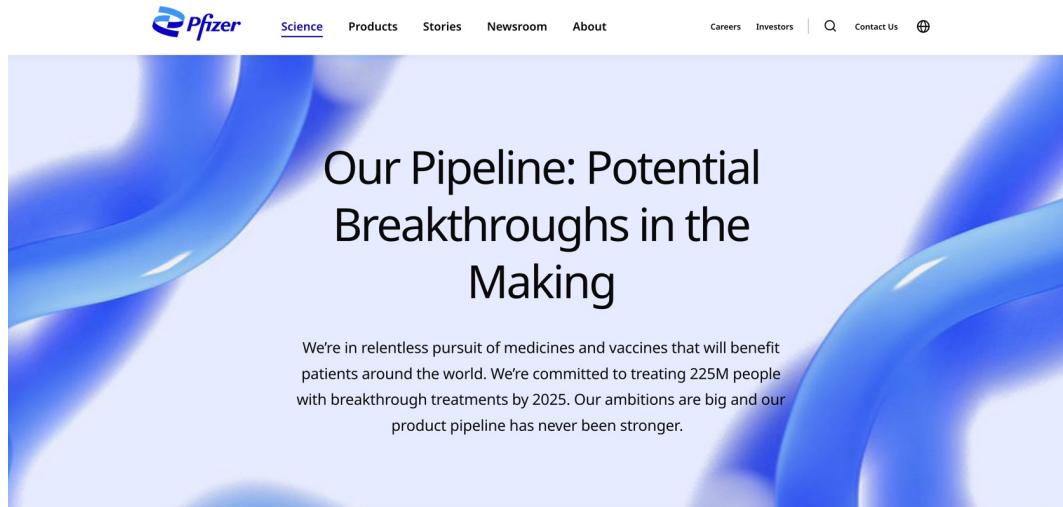 Pfizer Science Products Stories Newsroom About Careers Investors Contact Us
Our Pipeline: Potential
Breakthroughs in the
Making
We’re in relentless pursuit of medicines and vaccines that will benefit
patients around the world. We’re committed to treating 225M people
with breakthrough treatments by 2025. Our ambitions are big and our
product pipeline has never been stronger.